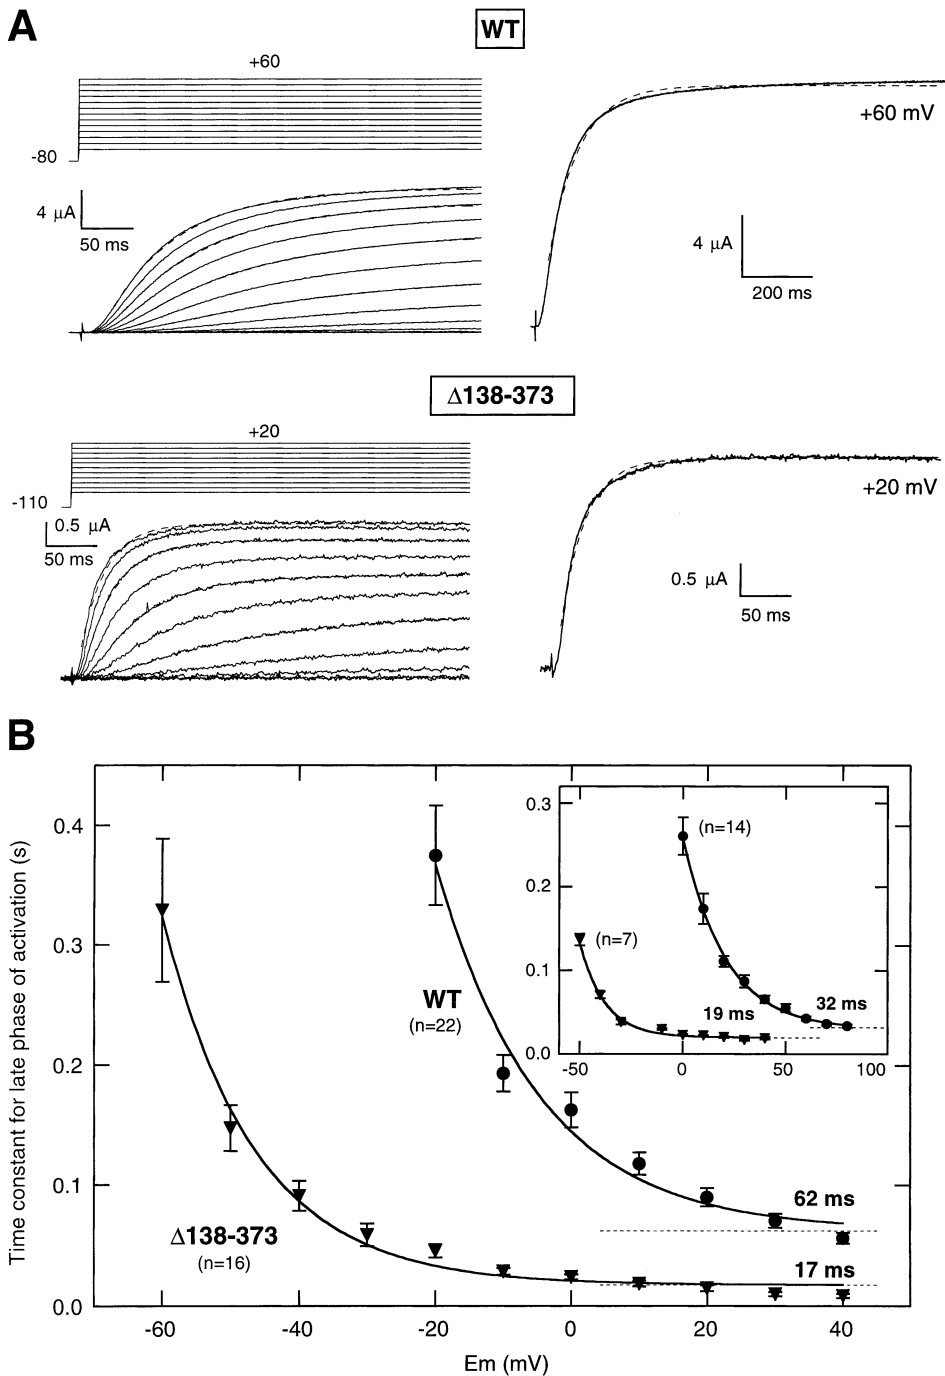 A
WT
+60
-80
4 μA
50 ms
+60 mV
4 μA
200 ms
Δ138-373
+20
-110
0.5 μA
50 ms
+20 mV
0.5 μA
50 ms
B
Time constant for late phase of activation (s)
0.4
0.3
0.2
0.1
0.0
-60
-40
-20
0
20
40
Em (mV)
WT
(n=22)
Δ138-373
(n=16)
62 ms
17 ms
0.3
0.2
0.1
0.0
-50
0
50
100
(n=14)
(n=7)
19 ms
32 ms